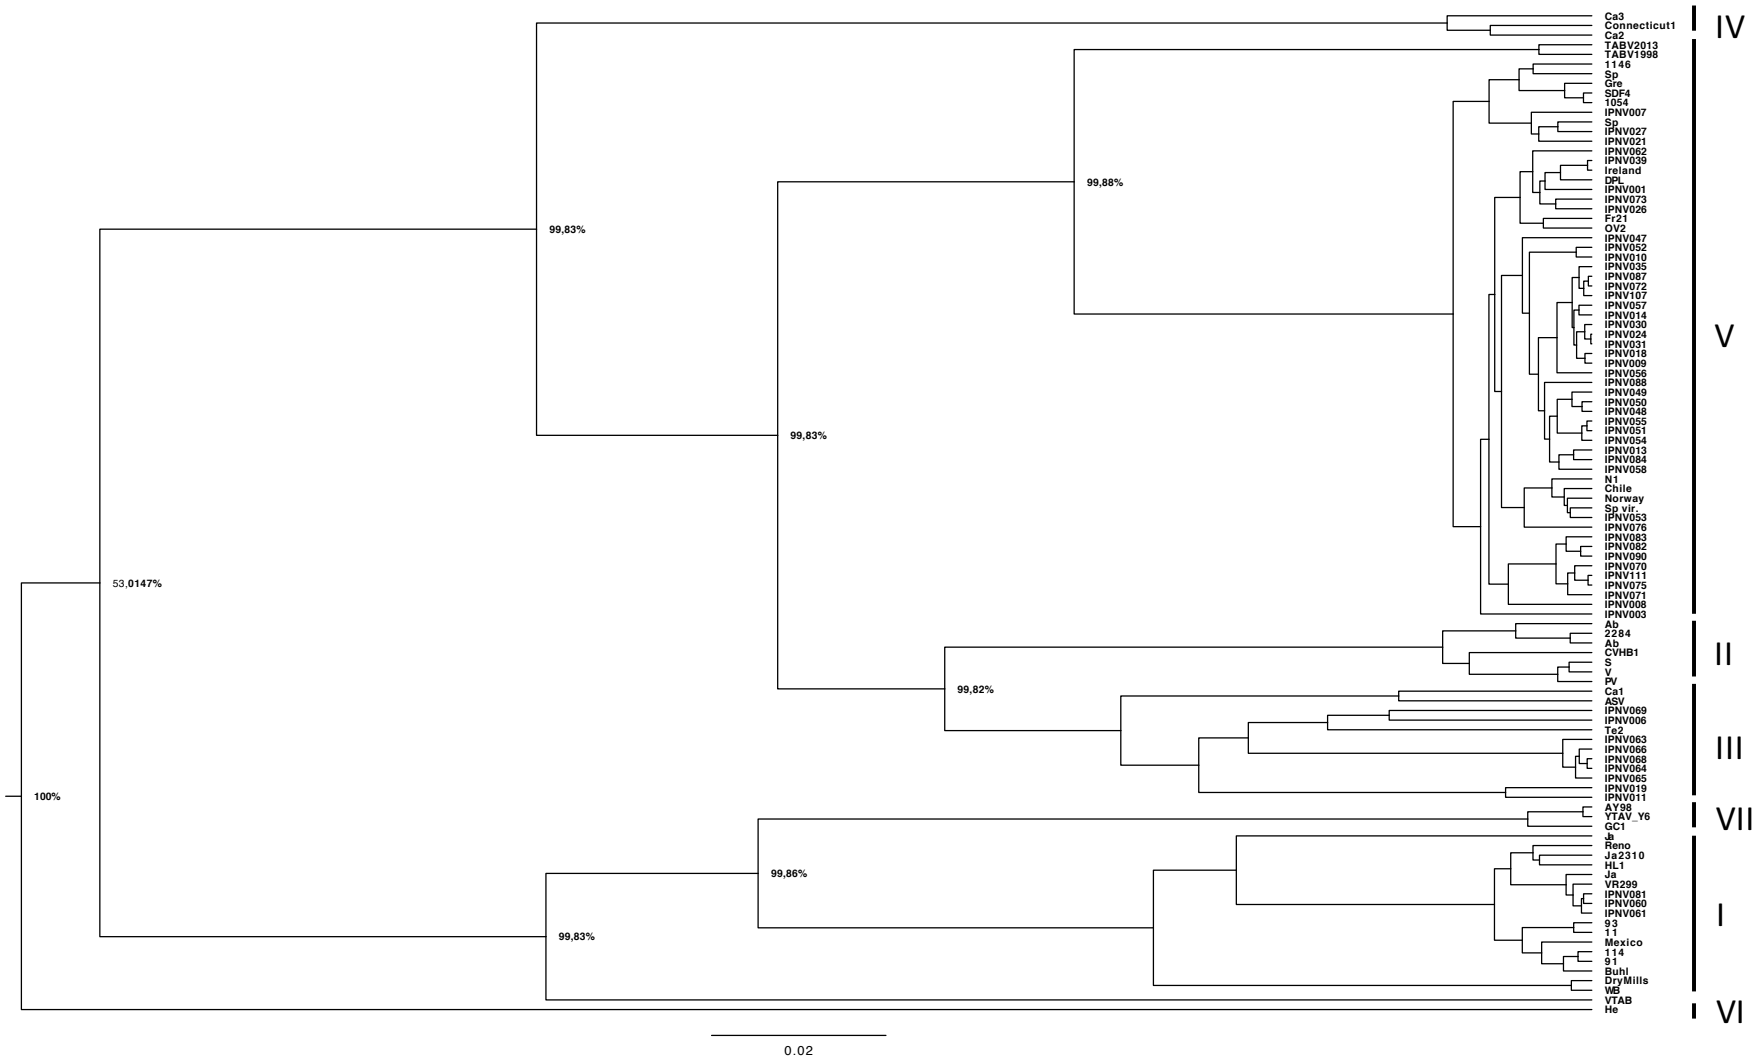 Ca3
Connecticut1
Ca2
IV
TABV2013
TABV1998
1146
Sp
Gre
SDF4
1054
IPNV007
Sp
IPNV027
IPNV021
IPNV062
IPNV039
Ireland
DPL
99,88%
IPNV001
IPNV073
IPNV026
Fr21
OV2
99,83%
IPNV047
IPNV052
IPNV010
IPNV035
IPNV087
IPNV072
IPNV107
IPNV057
IPNV014
IPNV030
IPNV024
V
IPNV031
IPNV018
IPNV009
IPNV056
IPNV088
IPNV049
IPNV050
IPNV048
IPNV055
IPNV051
99,83%
IPNV054
IPNV013
IPNV084
IPNV058
N1
Chile
Norway
Sp vir.
IPNV053
IPNV076
IPNV083
IPNV082
IPNV090
IPNV070
IPNV111
53,0147%
IPNV075
IPNV071
IPNV008
IPNV003
Ab
2284
Ab
CVHB1
II
S
V
PV
99,82%
Ca1
ASV
IPNV069
IPNV006
Te2
IPNV063
IPNV066
III
IPNV068
IPNV064
IPNV065
IPNV019
IPNV011
100%
AY98
YTAV_Y6
VII
GC1
Ja
Reno
Ja2310
HL1
Ja
99,86%
VR299
IPNV081
IPNV060
IPNV061
I
93
11
99,83%
Mexico
114
91
Buhl
DryMills
WB
VTAB
He
VI
0.02